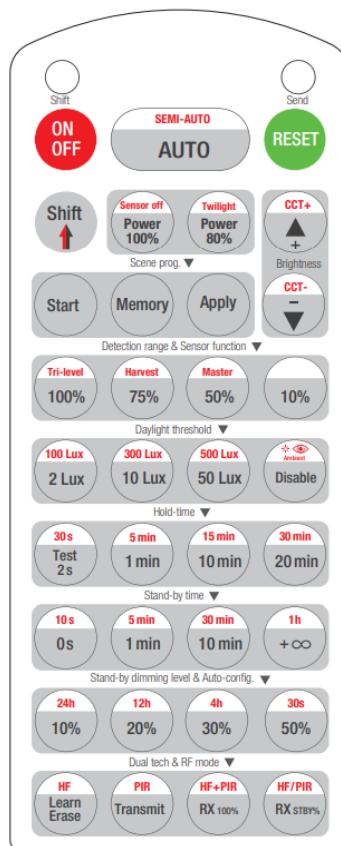 Shift Send
ON
OFF
SEMI-AUTO
AUTO
RESET
Shift
Sensor off
Power
100%
Twilight
Power
80%
CCT+
+
Scene prog. ▼
Brightness
Start Memory Apply
CCT-
−
Detection range & Sensor function ▼
Tri-level Harvest Master
100% 75% 50% 10%
Daylight threshold ▼
100 Lux 300 Lux 500 Lux Ambient
2 Lux 10 Lux 50 Lux Disable
Hold-time ▼
30 s 5 min 15 min 30 min
Test
2 s
1 min 10 min 20 min
Stand-by time ▼
10 s 5 min 30 min 1h
0 s 1 min 10 min +∞
Stand-by dimming level & Auto-config. ▼
24h 12h 4h 30s
10% 20% 30% 50%
Dual tech & RF mode ▼
HF PIR HF+PIR HF/PIR
Learn
Erase
Transmit RX 100% RX STBY%